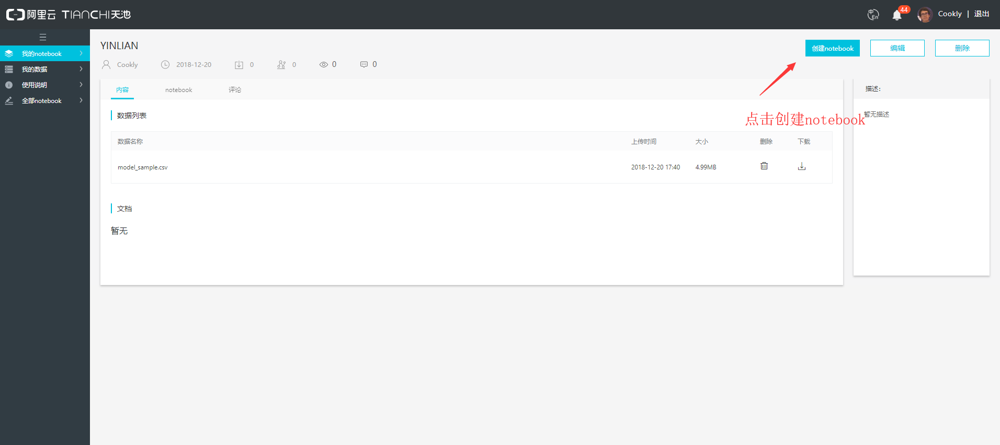 阿里云 TIANCHI天池
中 En
44
Cookly | 退出
我的notebook
我的数据
使用说明
全部notebook
YINLIAN
创建notebook 编辑 删除
Cookly 2018-12-20 0 0 0 0
内容 notebook 评论
描述：
数据列表
暂无描述
点击创建notebook
数据名称 上传时间 大小 删除 下载
model_sample.csv 2018-12-20 17:40 4.99MB
文档
暂无